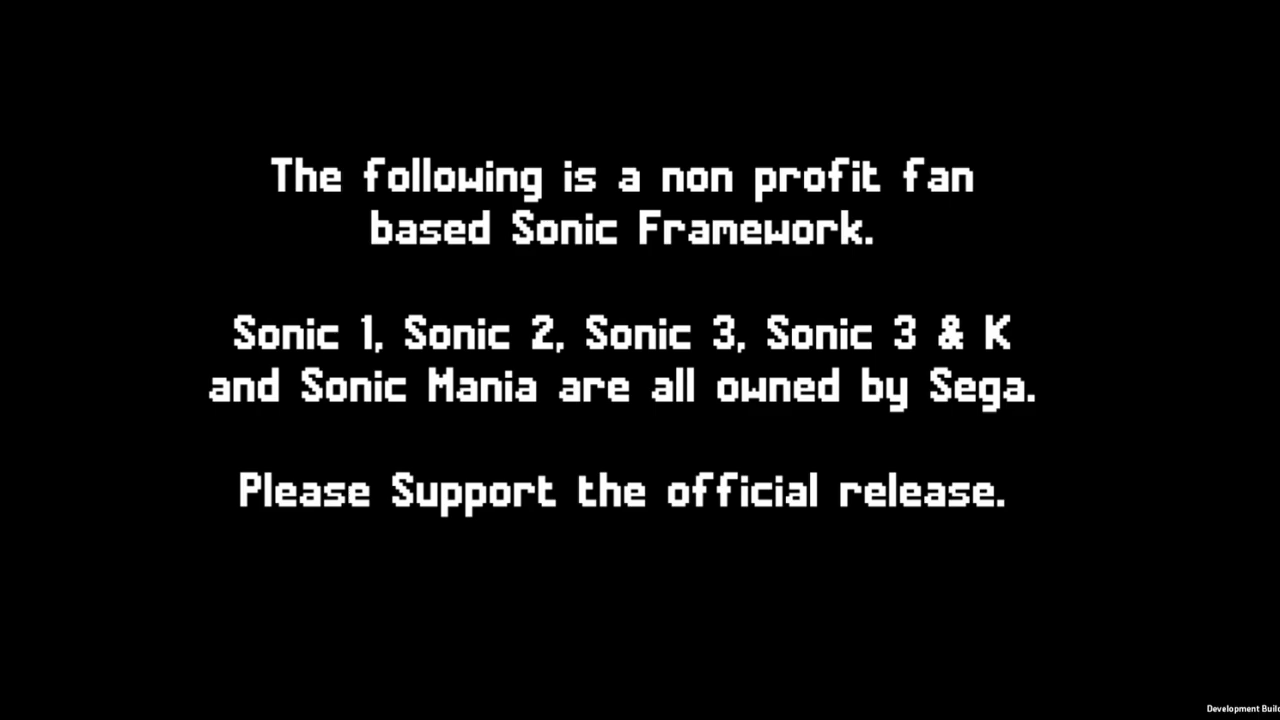 The following is a non profit fan
based Sonic Framework.
Sonic 1, Sonic 2, Sonic 3, Sonic 3 & K
and Sonic Mania are all owned by Sega.
Please Support the official release.
Development Build